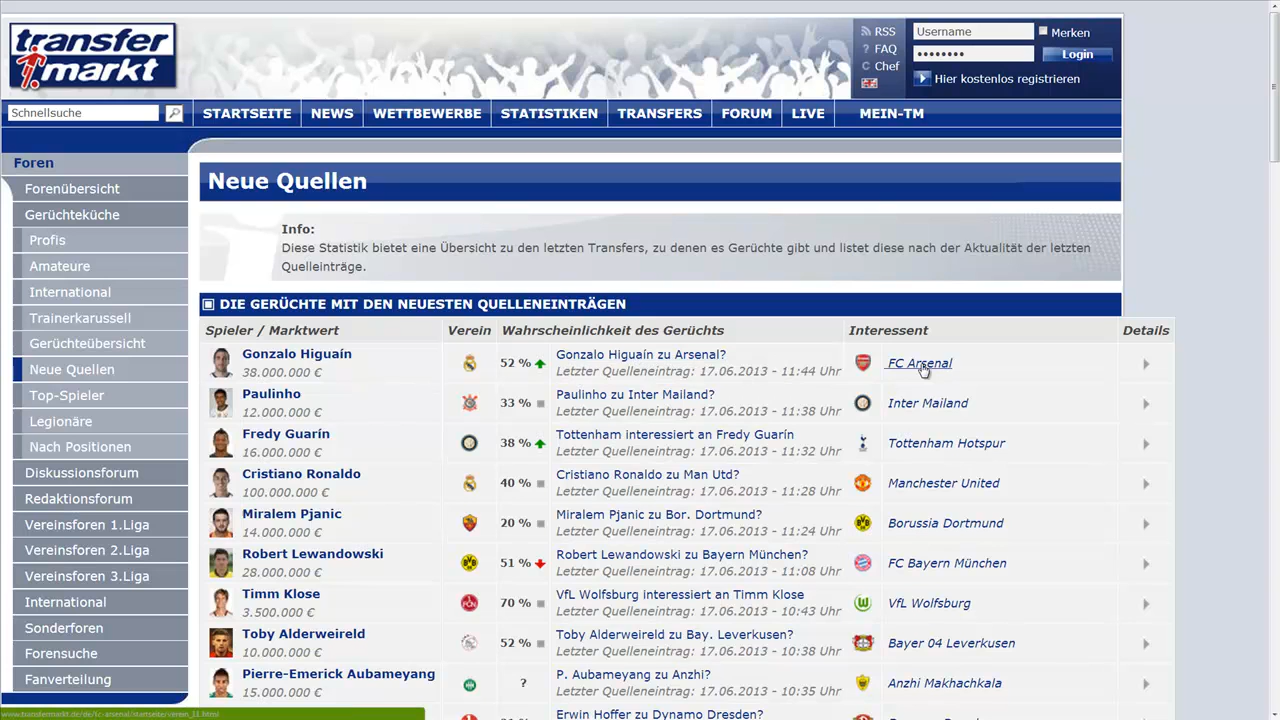 transfer
markt
RSS
FAQ
C Chef
Username
Merken
••••••••
Login
Hier kostenlos registrieren
Schnellsuche
STARTSEITE NEWS WETTBEWERBE STATISTIKEN TRANSFERS FORUM LIVE MEIN-TM
Foren
Forenübersicht
Gerüchteküche
Profis
Amateure
International
Trainerkarussell
Gerüchteübersicht
Neue Quellen
Top-Spieler
Legionäre
Nach Positionen
Diskussionsforum
Redaktionsforum
Vereinsforen 1.Liga
Vereinsforen 2.Liga
Vereinsforen 3.Liga
International
Sonderforen
Forensuche
Fanverteilung
Neue Quellen
Info:
Diese Statistik bietet eine Übersicht zu den letzten Transfers, zu denen es Gerüchte gibt und listet diese nach der Aktualität der letzten
Quelleinträge.
DIE GERÜCHTE MIT DEN NEUESTEN QUELLENEINTRÄGEN
Spieler / Marktwert Verein Wahrscheinlichkeit des Gerüchts Interessent Details
Gonzalo Higuaín 52 % Gonzalo Higuaín zu Arsenal? FC Arsenal
38.000.000 € Letzter Quelleneintrag: 17.06.2013 - 11:44 Uhr
Paulinho 33 % Paulinho zu Inter Mailand? Inter Mailand
12.000.000 € Letzter Quelleneintrag: 17.06.2013 - 11:38 Uhr
Fredy Guarín 38 % Tottenham interessiert an Fredy Guarín Tottenham Hotspur
16.000.000 € Letzter Quelleneintrag: 17.06.2013 - 11:32 Uhr
Cristiano Ronaldo 40 % Cristiano Ronaldo zu Man Utd? Manchester United
100.000.000 € Letzter Quelleneintrag: 17.06.2013 - 11:28 Uhr
Miralem Pjanic 20 % Miralem Pjanic zu Bor. Dortmund? Borussia Dortmund
14.000.000 € Letzter Quelleneintrag: 17.06.2013 - 11:24 Uhr
Robert Lewandowski 51 % Robert Lewandowski zu Bayern München? FC Bayern München
28.000.000 € Letzter Quelleneintrag: 17.06.2013 - 11:08 Uhr
Timm Klose 70 % VfL Wolfsburg interessiert an Timm Klose VfL Wolfsburg
3.500.000 € Letzter Quelleneintrag: 17.06.2013 - 10:43 Uhr
Toby Alderweireld 52 % Toby Alderweireld zu Bay. Leverkusen? Bayer 04 Leverkusen
10.000.000 € Letzter Quelleneintrag: 17.06.2013 - 10:38 Uhr
Pierre-Emerick Aubameyang ? P. Aubameyang zu Anzhi? Anzhi Makhachkala
15.000.000 € Letzter Quelleneintrag: 17.06.2013 - 10:35 Uhr
Erwin Hoffer zu Dynamo Dresden?